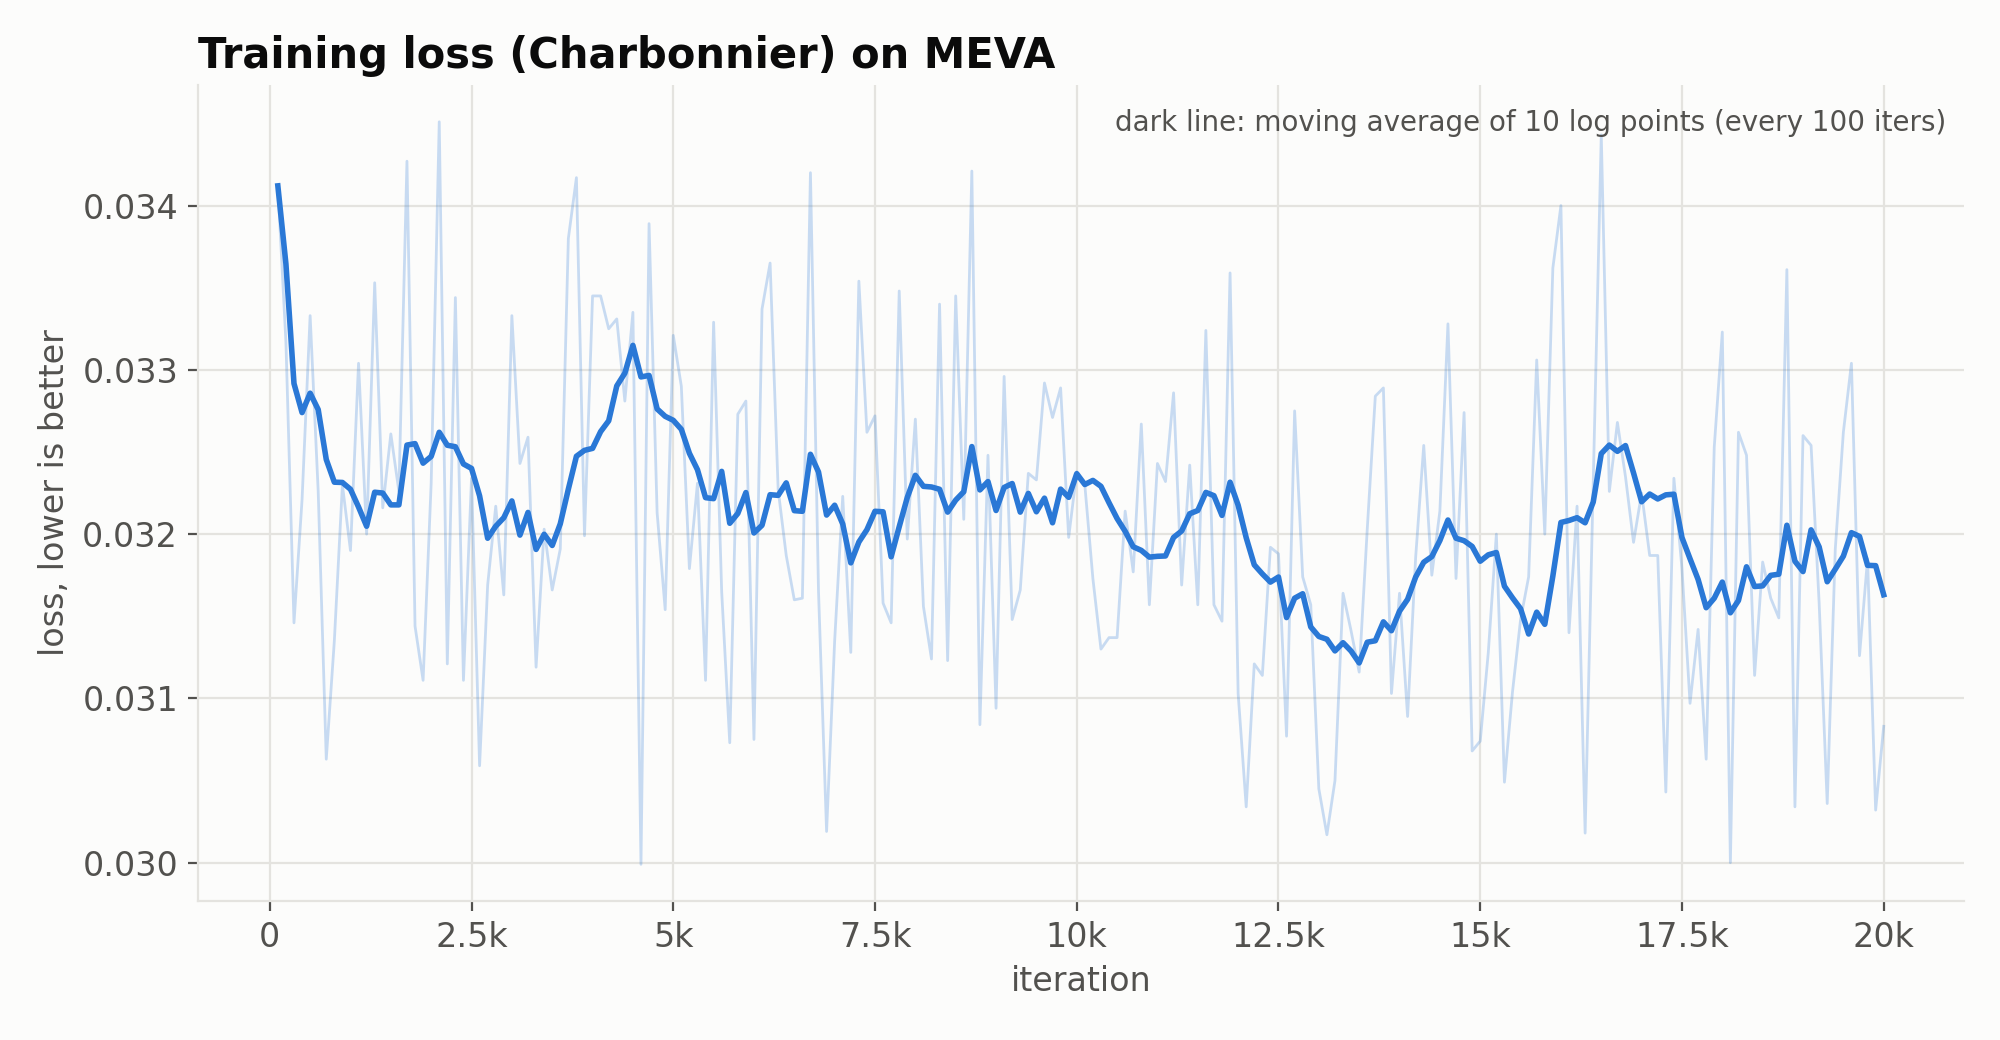 Training loss (Charbonnier) on MEVA
dark line: moving average of 10 log points (every 100 iters)
loss, lower is better
0.034
0.033
0.032
0.031
0.030
0 2.5k 5k 7.5k 10k 12.5k 15k 17.5k 20k
iteration